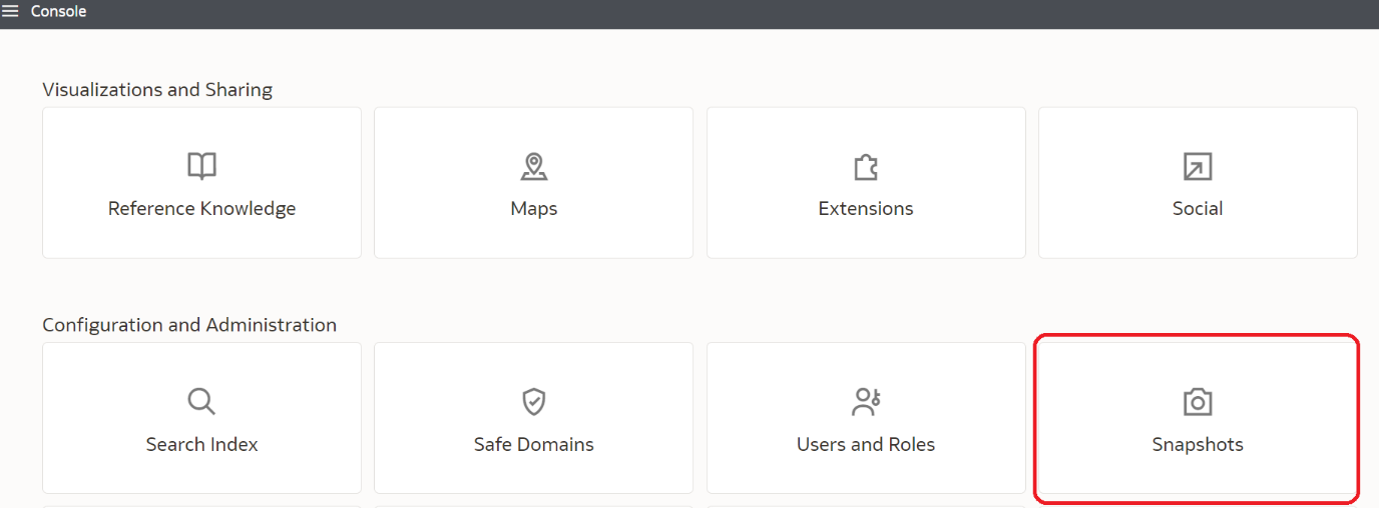 Console
Visualizations and Sharing
Reference Knowledge
Maps
Extensions
Social
Configuration and Administration
Search Index
Safe Domains
Users and Roles
Snapshots